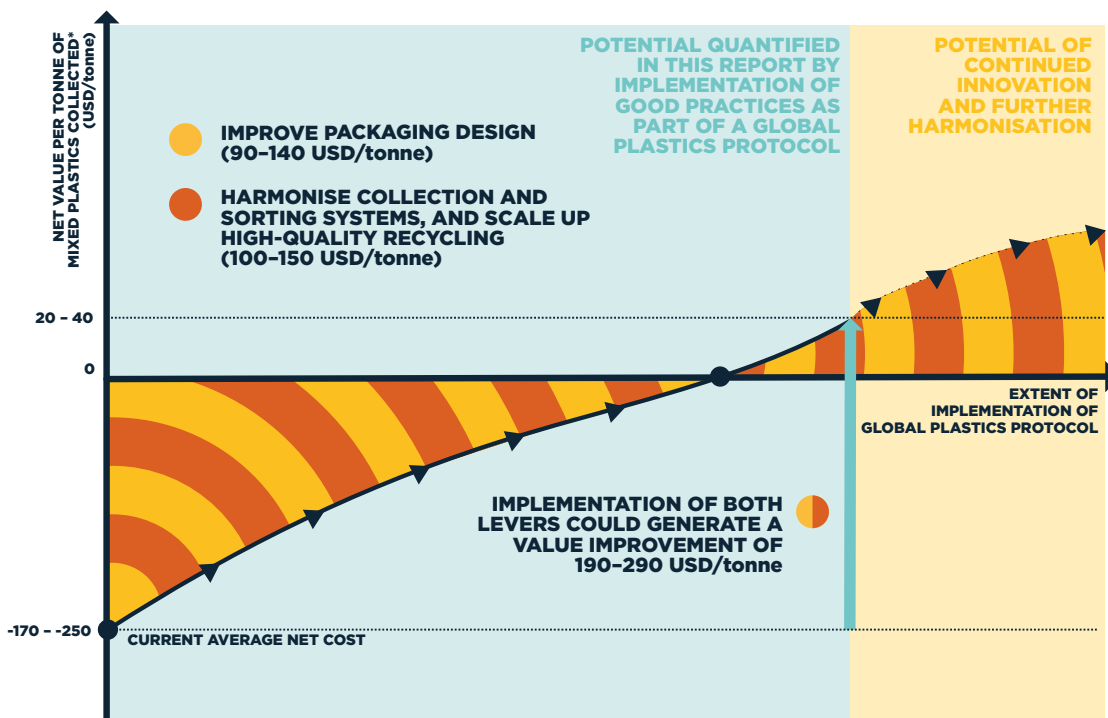 NET VALUE PER TONNE OF
MIXED PLASTICS COLLECTED*
(USD/tonne)
POTENTIAL QUANTIFIED
IN THIS REPORT BY
IMPLEMENTATION OF
GOOD PRACTICES AS
PART OF A GLOBAL
PLASTICS PROTOCOL
POTENTIAL OF
CONTINUED
INNOVATION
AND FURTHER
HARMONISATION
IMPROVE PACKAGING DESIGN
(90–140 USD/tonne)
HARMONISE COLLECTION AND
SORTING SYSTEMS, AND SCALE UP
HIGH-QUALITY RECYCLING
(100–150 USD/tonne)
20 – 40
0
EXTENT OF
IMPLEMENTATION OF
GLOBAL PLASTICS PROTOCOL
IMPLEMENTATION OF BOTH
LEVERS COULD GENERATE A
VALUE IMPROVEMENT OF
190–290 USD/tonne
-170 – -250
CURRENT AVERAGE NET COST